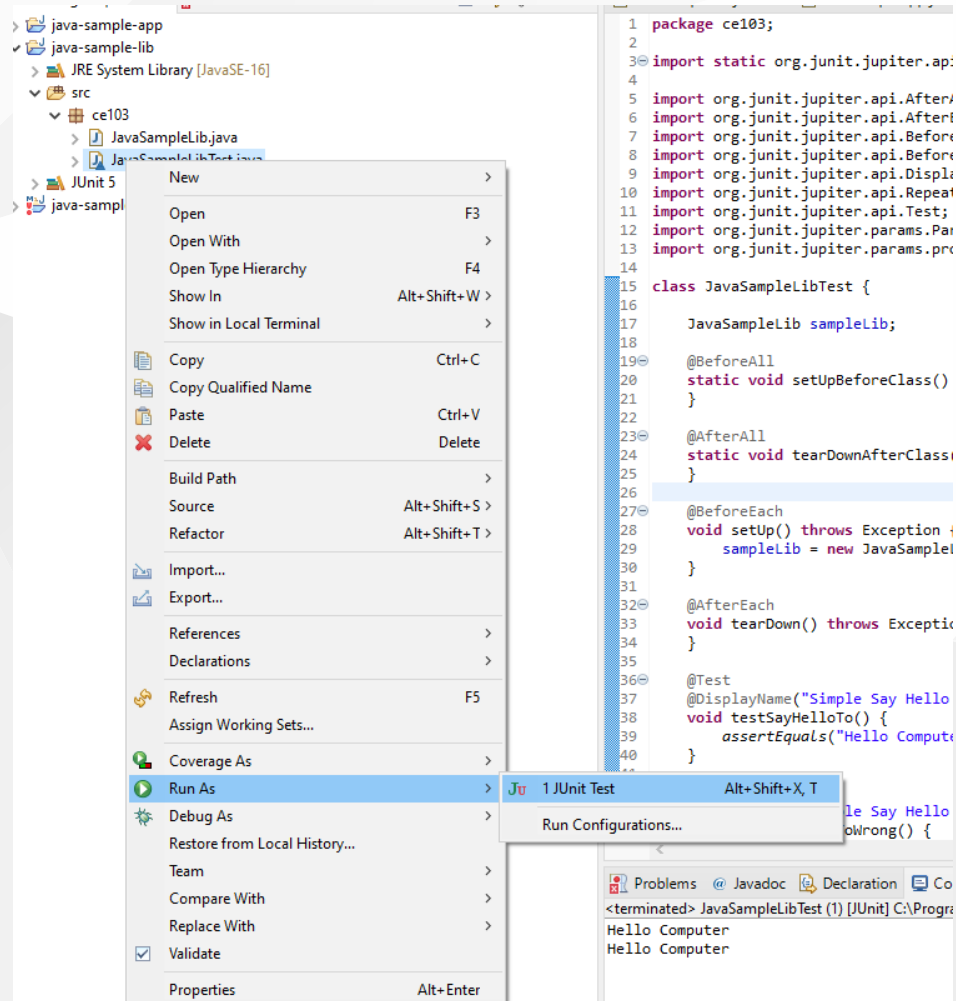 java-sample-app
java-sample-lib
JRE System Library [JavaSE-16]
src
ce103
JavaSampleLib.java
JavaSampleLibTest.java
JUnit 5
java-sampl
New
Open F3
Open With
Open Type Hierarchy F4
Show In Alt+Shift+W
Show in Local Terminal
Copy Ctrl+C
Copy Qualified Name
Paste Ctrl+V
Delete Delete
Build Path
Source Alt+Shift+S
Refactor Alt+Shift+T
Import...
Export...
References
Declarations
Refresh F5
Assign Working Sets...
Coverage As
Run As
Debug As
Restore from Local History...
Team
Compare With
Replace With
Validate
Properties Alt+Enter
Ju 1 JUnit Test Alt+Shift+X, T
Run Configurations...
1 package ce103;
2
3 import static org.junit.jupiter.api
4
5 import org.junit.jupiter.api.AfterA
6 import org.junit.jupiter.api.AfterE
7 import org.junit.jupiter.api.Before
8 import org.junit.jupiter.api.Before
9 import org.junit.jupiter.api.Displa
10 import org.junit.jupiter.api.Repeat
11 import org.junit.jupiter.api.Test;
12 import org.junit.jupiter.params.Par
13 import org.junit.jupiter.params.pro
14
15 class JavaSampleLibTest {
16
17 JavaSampleLib sampleLib;
18
19 @BeforeAll
20 static void setUpBeforeClass()
21 }
22
23 @AfterAll
24 static void tearDownAfterClass(
25 }
26
27 @BeforeEach
28 void setUp() throws Exception {
29 sampleLib = new JavaSampleL
30 }
31
32 @AfterEach
33 void tearDown() throws Exceptio
34 }
35
36 @Test
37 @DisplayName("Simple Say Hello
38 void testSayHelloTo() {
39 assertEquals("Hello Compute
40 }
le Say Hello
oWrong() {
Problems @ Javadoc Declaration Co
<terminated> JavaSampleLibTest (1) [JUnit] C:\Progra
Hello Computer
Hello Computer